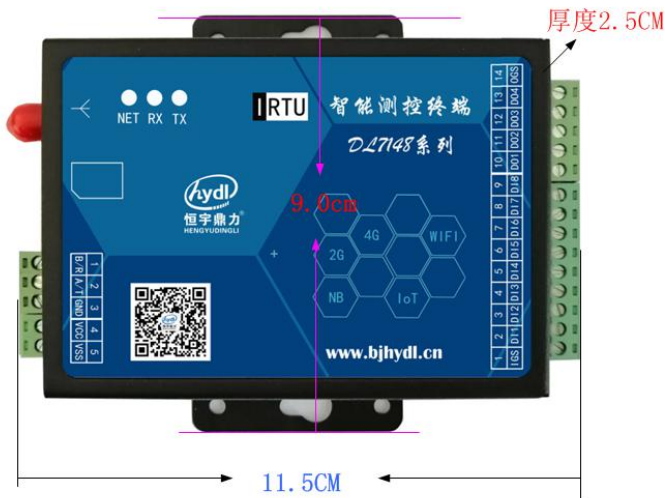 厚度2.5CM
NET RX TX
IRTU 智能测控终端
DL7148系列
hydl
恒宇鼎力®
HENGYUDINGLI
9.0cm
4G WIFI
2G
NB IoT
www.bjhydl.cn
1 2 3 4 5
B/R A/T GND VOC VSS
1 2 3 4 5 6 7 8 9 10 11 12 13 14
IGS DI1 DI2 DI3 DI4 DI5 DI6 DI7 DI8 DO1 DO2 DO3 DO4 OGS
11.5CM